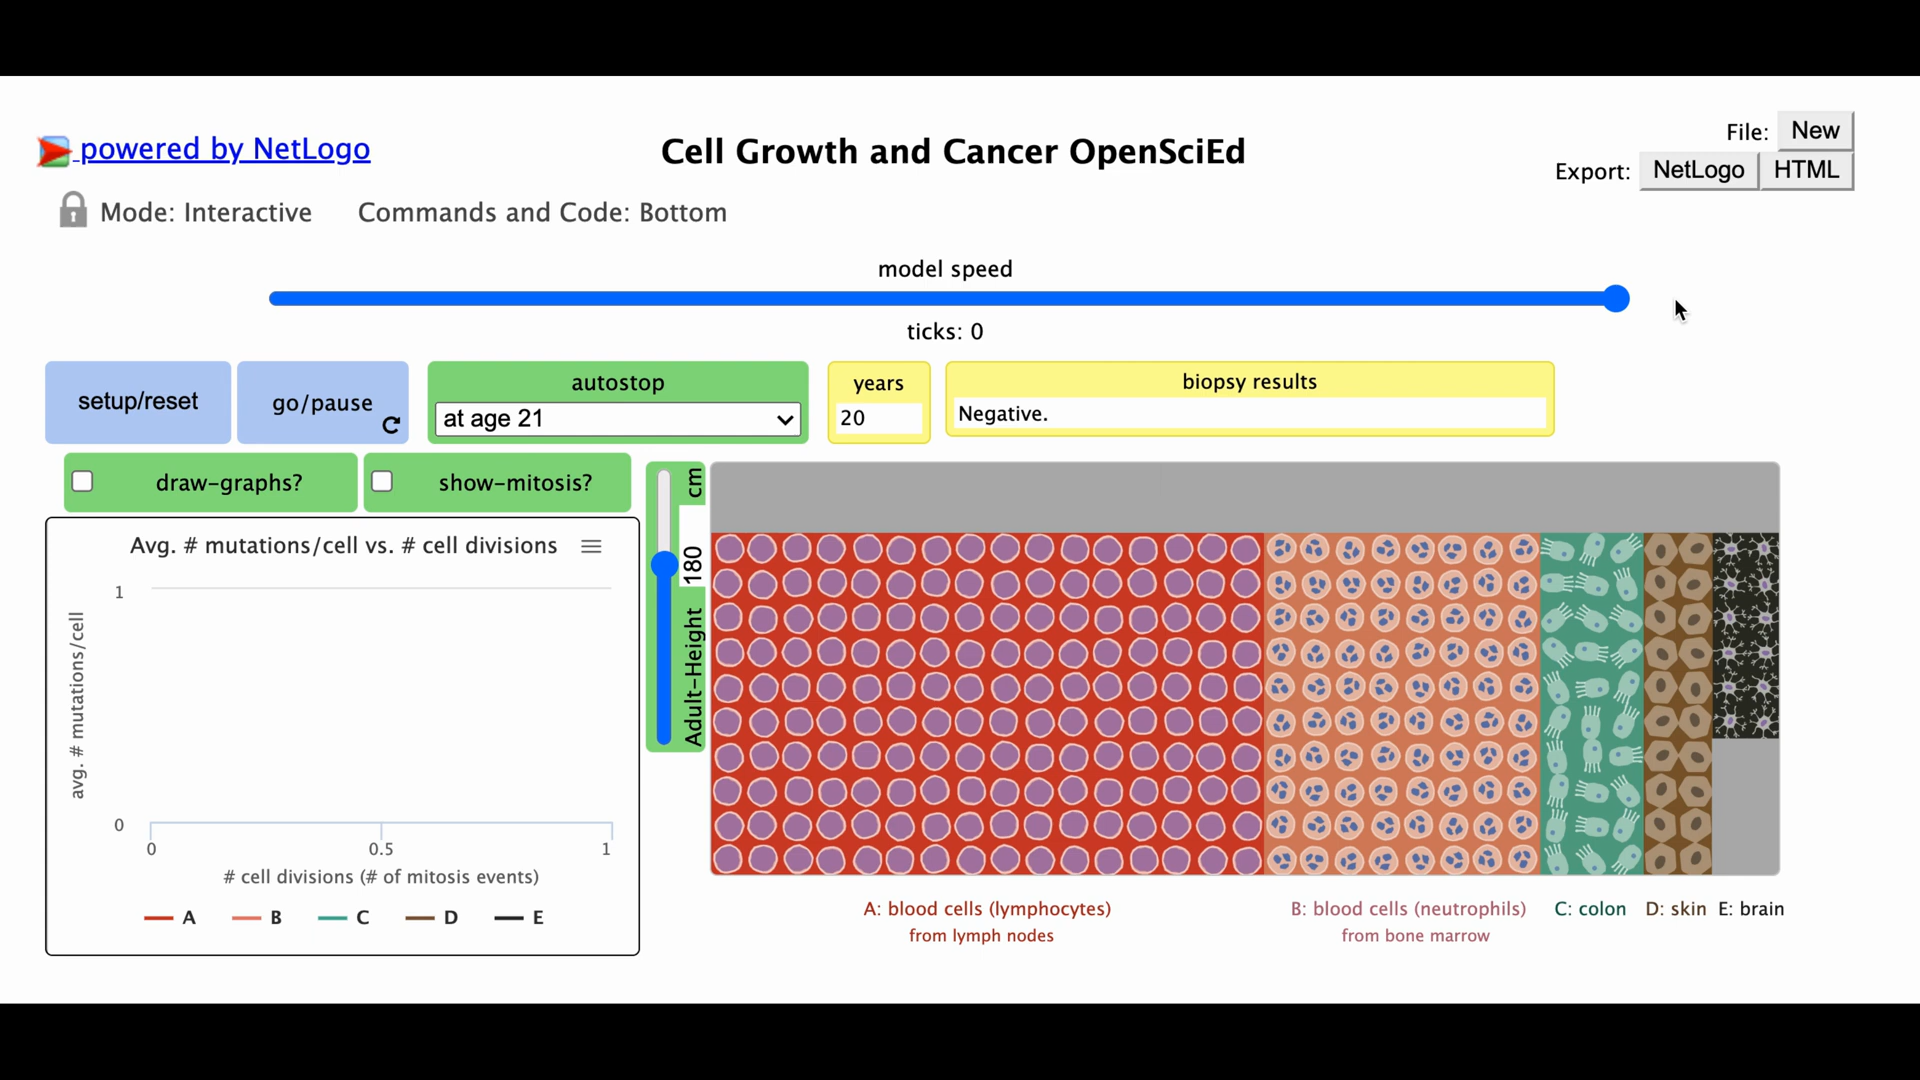 powered by NetLogo
Cell Growth and Cancer OpenSciEd
File: New
Export: NetLogo HTML
Mode: Interactive Commands and Code: Bottom
model speed
ticks: 0
setup/reset
go/pause
autostop
at age 21
years
20
biopsy results
Negative.
draw-graphs?
show-mitosis?
Adult-Height 180 cm
Avg. # mutations/cell vs. # cell divisions
avg. # mutations/cell
1
0
0 0.5 1
# cell divisions (# of mitosis events)
A B C D E
A: blood cells (lymphocytes)
from lymph nodes
B: blood cells (neutrophils)
from bone marrow
C: colon D: skin E: brain